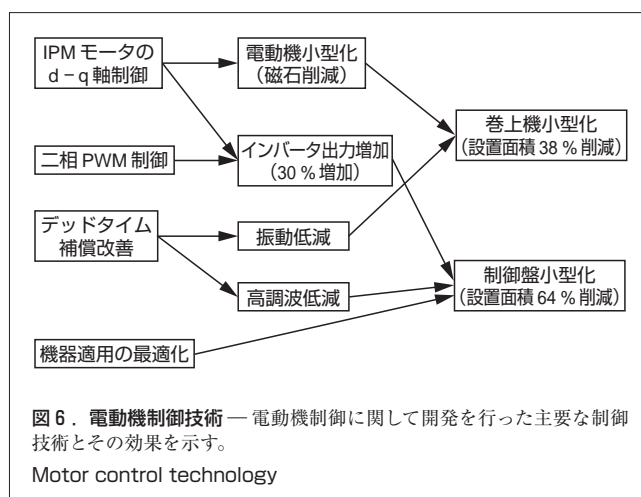 IPM モータの
d－q 軸制御
電動機小型化
（磁石削減）
巻上機小型化
（設置面積 38 % 削減）
二相 PWM 制御
インバータ出力増加
（30 % 増加）
デッドタイム
補償改善
振動低減
制御盤小型化
（設置面積 64 % 削減）
高調波低減
機器適用の最適化
図6．電動機制御技術 — 電動機制御に関して開発を行った主要な制御
技術とその効果を示す。
Motor control technology